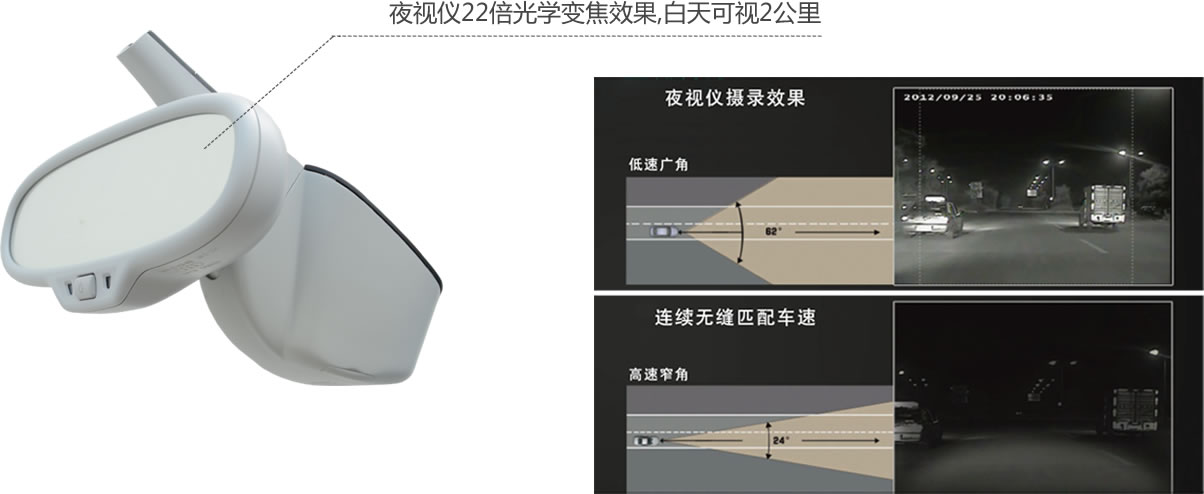 夜视仪22倍光学变焦效果,白天可视2公里
夜视仪摄录效果
2012/09/25 20:06:35
低速广角
62°
连续无缝匹配车速
高速窄角
24°